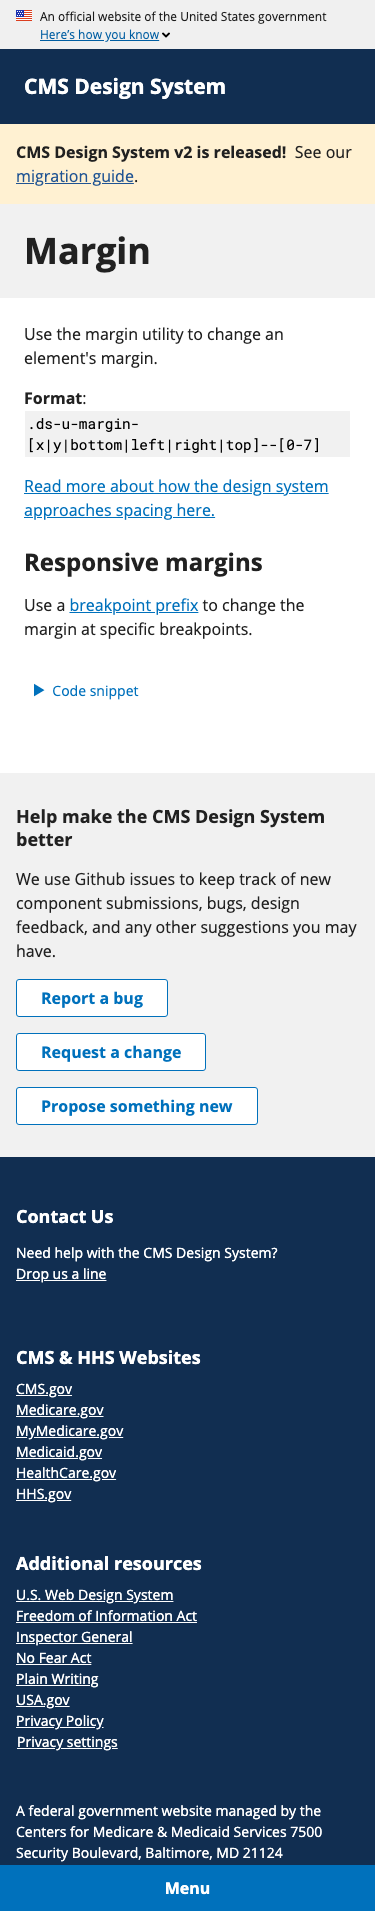 An official website of the United States government
Here’s how you know
CMS Design System
CMS Design System v2 is released! See our
migration guide.
Margin
Use the margin utility to change an
element's margin.
Format:
.ds-u-margin-
[x|y|bottom|left|right|top]--[0-7]
Read more about how the design system
approaches spacing here.
Responsive margins
Use a breakpoint prefix to change the
margin at specific breakpoints.
Code snippet
Help make the CMS Design System
better
We use Github issues to keep track of new
component submissions, bugs, design
feedback, and any other suggestions you may
have.
Report a bug
Request a change
Propose something new
Contact Us
Need help with the CMS Design System?
Drop us a line
CMS & HHS Websites
CMS.gov
Medicare.gov
MyMedicare.gov
Medicaid.gov
HealthCare.gov
HHS.gov
Additional resources
U.S. Web Design System
Freedom of Information Act
Inspector General
No Fear Act
Plain Writing
USA.gov
Privacy Policy
Privacy settings
A federal government website managed by the
Centers for Medicare & Medicaid Services 7500
Security Boulevard, Baltimore, MD 21124
Menu